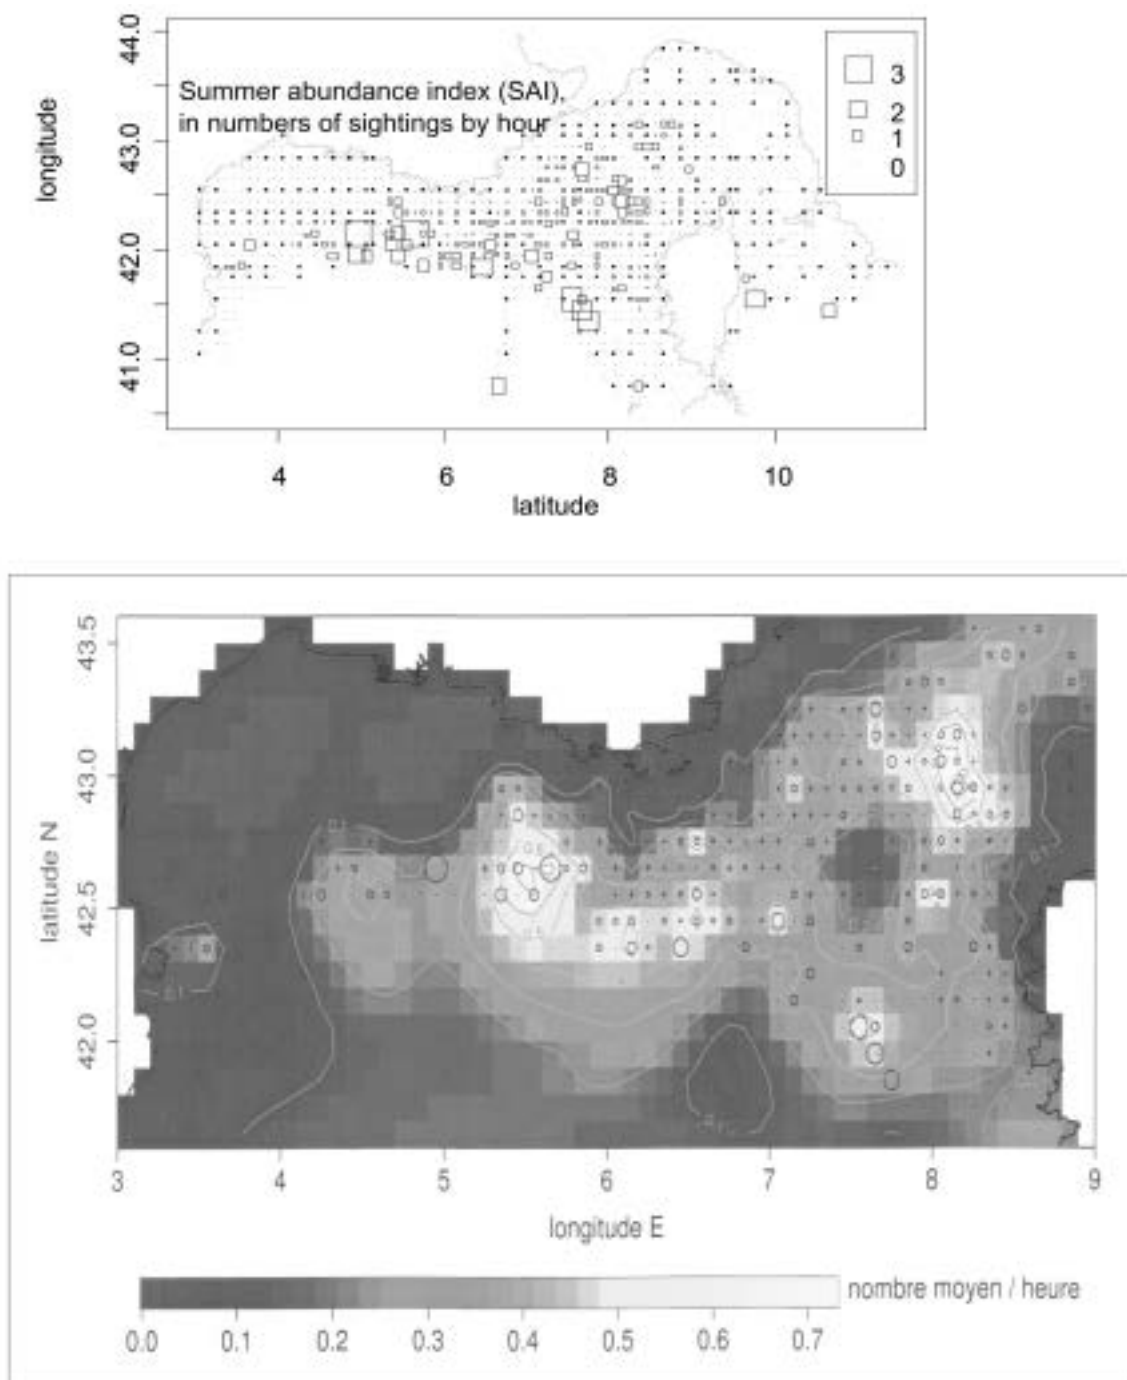 44.0
43.0
42.0
41.0
longitude
Summer abundance index (SAI),
in numbers of sightings by hour
3
2
1
0
4 6 8 10
latitude
43.5
43.0
42.5
42.0
latitude N
3 4 5 6 7 8 9
longitude E
nombre moyen / heure
0.0 0.1 0.2 0.3 0.4 0.5 0.6 0.7